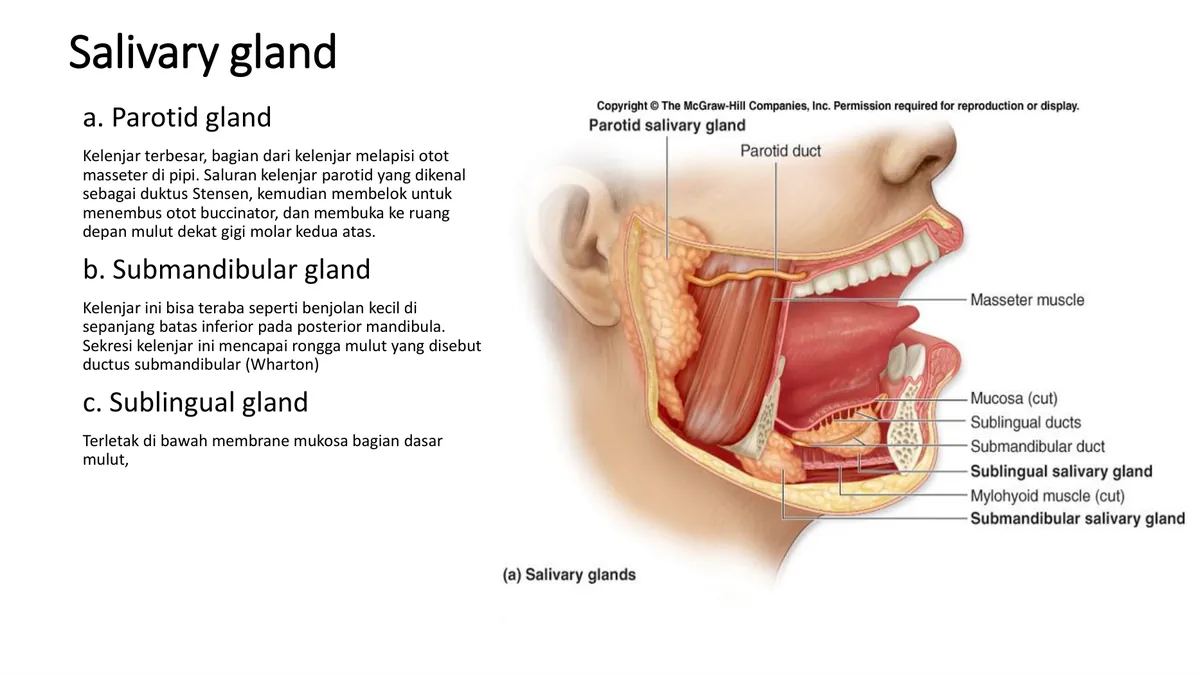 Salivary gland
a. Parotid gland
Kelenjar terbesar, bagian dari kelenjar melapisi otot
masseter di pipi. Saluran kelenjar parotid yang dikenal
sebagai duktus Stensen, kemudian membelok untuk
menembus otot buccinator, dan membuka ke ruang
depan mulut dekat gigi molar kedua atas.
b. Submandibular gland
Kelenjar ini bisa teraba seperti benjolan kecil di
sepanjang batas inferior pada posterior mandibula.
Sekresi kelenjar ini mencapai rongga mulut yang disebut
ductus submandibular (Wharton)
c. Sublingual gland
Terletak di bawah membrane mukosa bagian dasar
mulut,
Copyright © The McGraw-Hill Companies, Inc. Permission required for reproduction or display.
Parotid salivary gland
Parotid duct
Masseter muscle
Mucosa (cut)
Sublingual ducts
Submandibular duct
Sublingual salivary gland
Mylohyoid muscle (cut)
Submandibular salivary gland
(a) Salivary glands